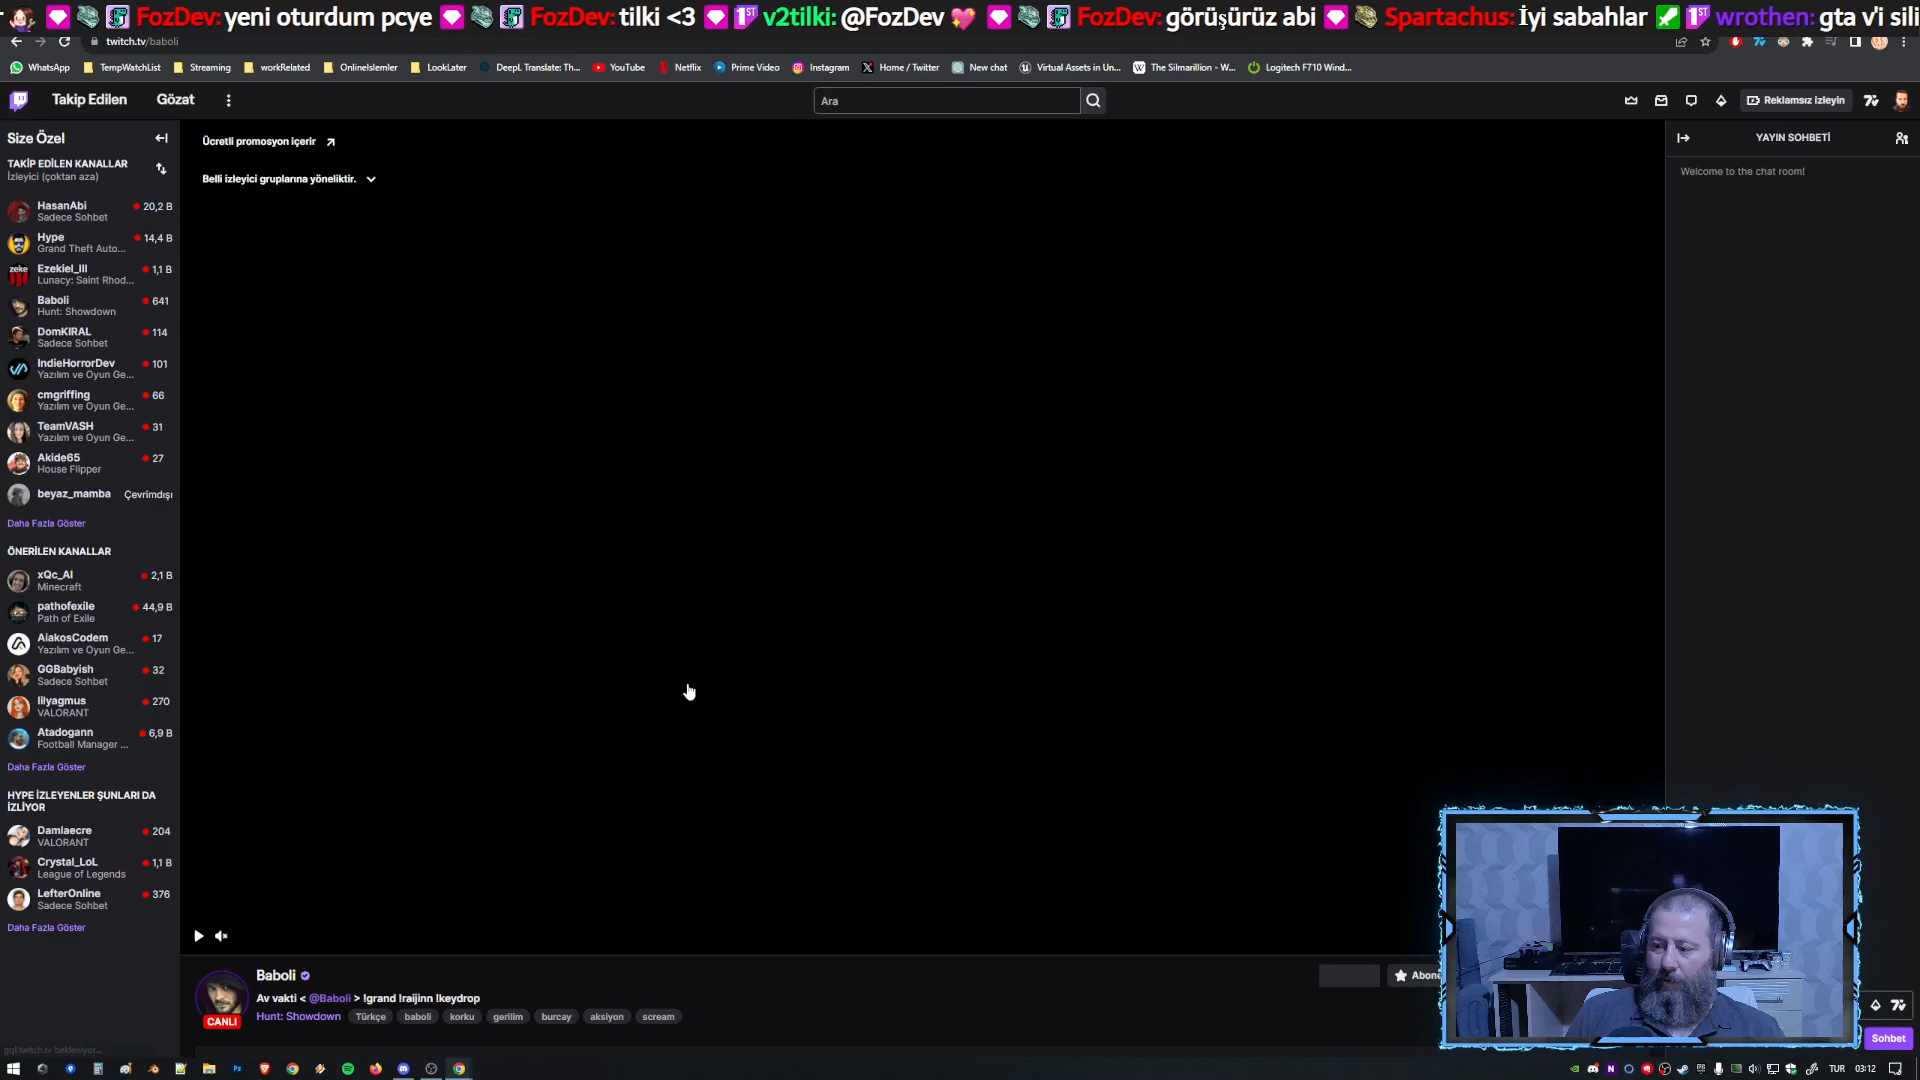 FozDev: yeni oturdum pcye FozDev: tilki <3 v2tilki: @FozDev FozDev: görüşürüz abi Spartachus: İyi sabahlar wrothen: gta v'i sili
twitch.tv/baboli
WhatsApp TempWatchList Streaming workRelated OnlineIslemler LookLater DeepL Translate: Th... YouTube Netflix Prime Video Instagram Home / Twitter New chat Virtual Assets in Un... The Silmarillion - W... Logitech F710 Wind...
Takip Edilen Gözat Ara Reklamsız izleyin
Size Özel
TAKİP EDİLEN KANALLAR
İzleyici (çoktan aza)
HasanAbi 20,2 B
Sadece Sohbet
Hype 14,4 B
Grand Theft Auto...
Ezekiel_III 1,1 B
Lunacy: Saint Rhod...
Baboli 641
Hunt: Showdown
DomKIRAL 114
Sadece Sohbet
IndieHorrorDev 101
Yazılım ve Oyun Ge...
cmgriffing 66
Yazılım ve Oyun Ge...
TeamVASH 31
Yazılım ve Oyun Ge...
Akide65 27
House Flipper
beyaz_mamba Çevrimdışı
Daha Fazla Göster
ÖNERİLEN KANALLAR
xQc_AI 2,1 B
Minecraft
pathofexile 44,9 B
Path of Exile
AiakosCodem 17
Yazılım ve Oyun Ge...
GGBabyish 32
Sadece Sohbet
lilyagmus 270
VALORANT
Atadogann 6,9 B
Football Manager ...
Daha Fazla Göster
HYPE İZLEYENLER ŞUNLARI DA
İZLİYOR
Damlaecre 204
VALORANT
Crystal_LoL 1,1 B
League of Legends
LefterOnline 376
Sadece Sohbet
Daha Fazla Göster
gql.twitch.tv bekleniyor...
Ücretli promosyon içerir
Belli izleyici gruplarına yöneliktir.
YAYIN SOHBETİ
Welcome to the chat room!
Baboli
Abone
Av vakti < @Baboli > !grand !raijinn !keydrop
CANLI
Hunt: Showdown Türkçe baboli korku gerilim burcay aksiyon scream
Sohbet
TUR 03:12